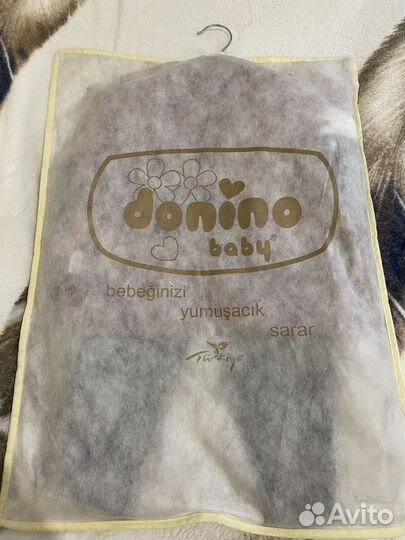 donino
baby®
bebeğinizi
yumuşacık
sarar
Türkiye
Avito